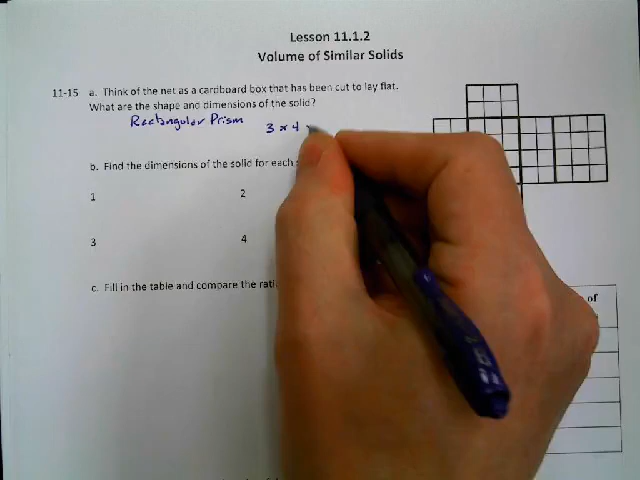 Lesson 11.1.2
Volume of Similar Solids
11-15 a. Think of the net as a cardboard box that has been cut to lay flat.
What are the shape and dimensions of the solid?
Rectangular Prism 3 x 4
b. Find the dimensions of the solid for each
1 2
3 4
c. Fill in the table and compare the of